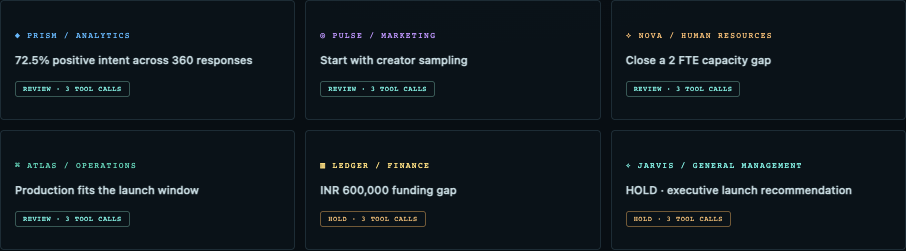 ◆ PRISM / ANALYTICS
72.5% positive intent across 360 responses
REVIEW · 3 TOOL CALLS
◎ PULSE / MARKETING
Start with creator sampling
REVIEW · 3 TOOL CALLS
✧ NOVA / HUMAN RESOURCES
Close a 2 FTE capacity gap
REVIEW · 3 TOOL CALLS
⌘ ATLAS / OPERATIONS
Production fits the launch window
REVIEW · 3 TOOL CALLS
▦ LEDGER / FINANCE
INR 600,000 funding gap
HOLD · 3 TOOL CALLS
✧ JARVIS / GENERAL MANAGEMENT
HOLD · executive launch recommendation
HOLD · 3 TOOL CALLS